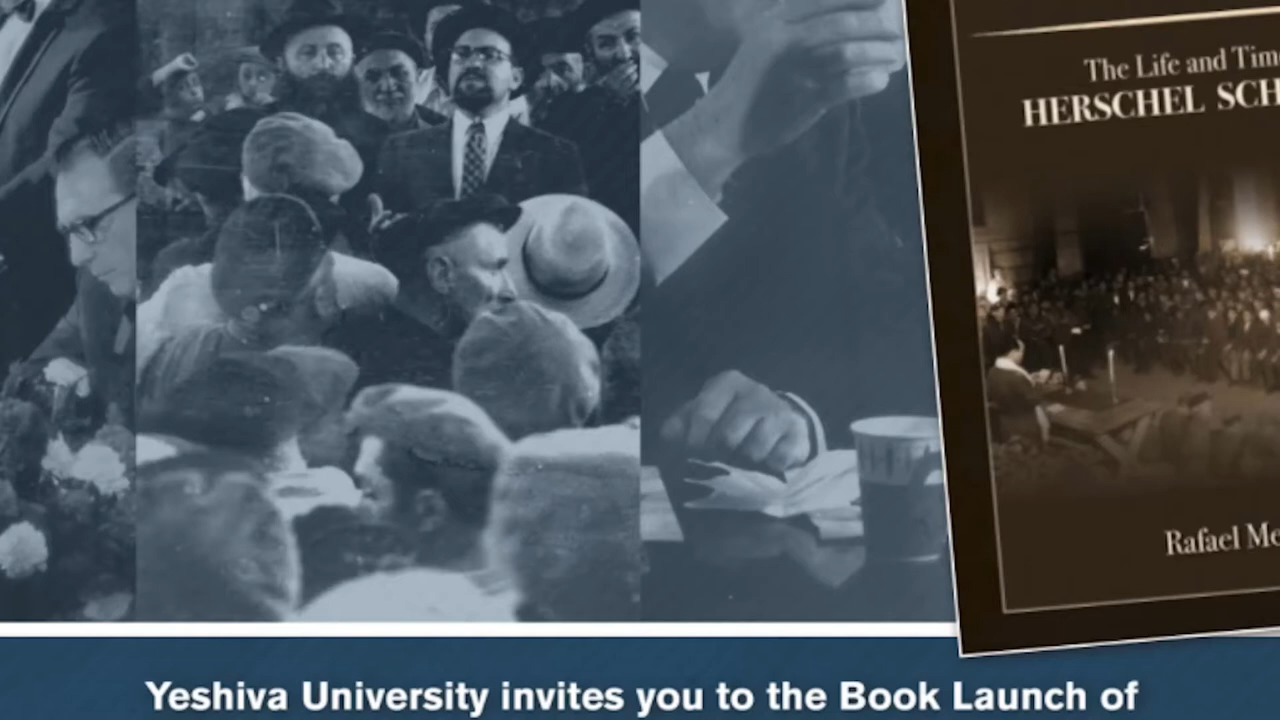 The Life and Tim
HERSCHEL SCH
Rafael Me
Yeshiva University invites you to the Book Launch of